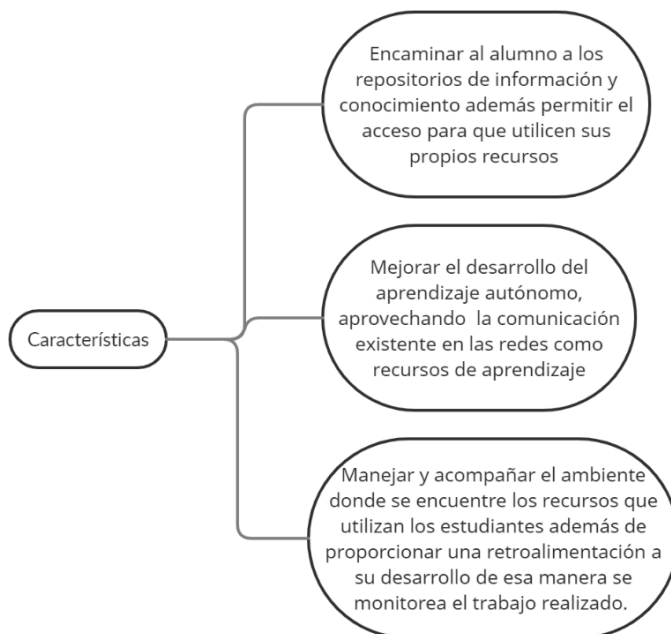 Encaminar al alumno a los
repositorios de información y
conocimiento además permitir el
acceso para que utilicen sus
propios recursos
Mejorar el desarrollo del
aprendizaje autónomo,
aprovechando la comunicación
existente en las redes como
recursos de aprendizaje
Característicias
Manejar y acompañar el ambiente
donde se encuentre los recursos que
utilizan los estudiantes además de
proporcionar una retroalimentación a
su desarrollo de esa manera se
monitorea el trabajo realizado.